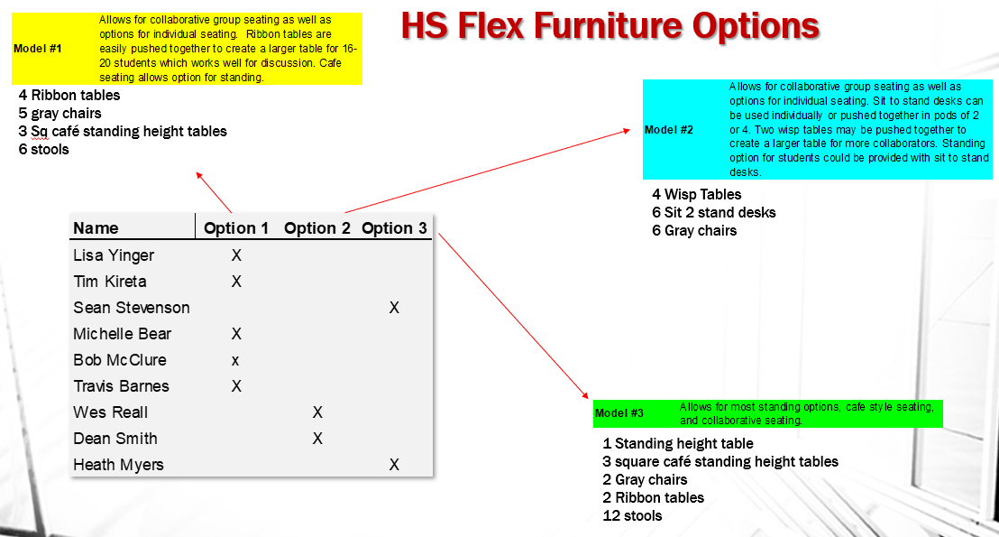 HS Flex Furniture Options
Model #1
Allows for collaborative group seating as well as
options for individual seating. Ribbon tables are
easily pushed together to create a larger table for 16-
20 students which works well for discussion. Cafe
seating allows option for standing.
4 Ribbon tables
5 gray chairs
3 Sq café standing height tables
6 stools
Model #2
Allows for collaborative group seating as well as
options for individual seating. Sit to stand desks can
be used individually or pushed together in pods of 2
or 4. Two wisp tables may be pushed together to
create a larger table for more collaborators. Standing
option for students could be provided with sit to stand
desks.
4 Wisp Tables
6 Sit 2 stand desks
6 Gray chairs
Name Option 1 Option 2 Option 3
Lisa Yinger X
Tim Kireta X
Sean Stevenson X
Michelle Bear X
Bob McClure x
Travis Barnes X
Wes Reall X
Dean Smith X
Heath Myers X
Model #3
Allows for most standing options, cafe style seating,
and collaborative seating.
1 Standing height table
3 square café standing height tables
2 Gray chairs
2 Ribbon tables
12 stools